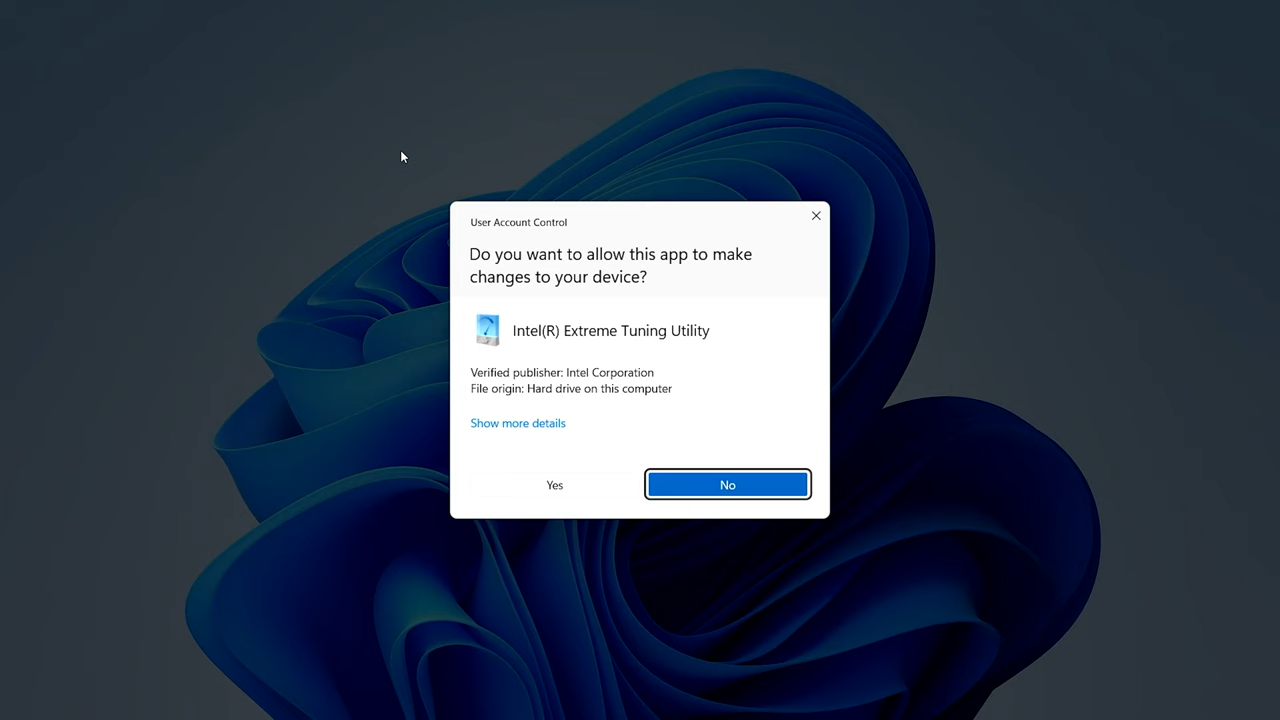 User Account Control
Do you want to allow this app to make
changes to your device?
Intel(R) Extreme Tuning Utility
Verified publisher: Intel Corporation
File origin: Hard drive on this computer
Show more details
Yes
No